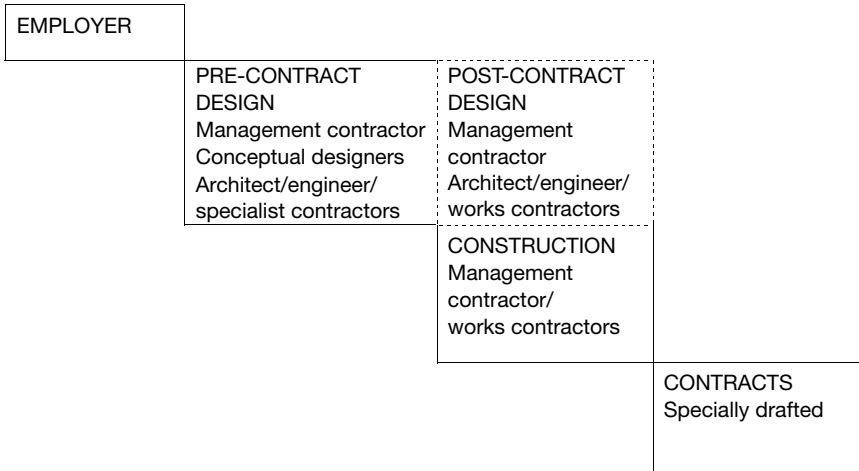 EMPLOYER
PRE-CONTRACT
DESIGN
Management contractor
Conceptual designers
Architect/engineer/
specialist contractors
POST-CONTRACT
DESIGN
Management
contractor
Architect/engineer/
works contractors
CONSTRUCTION
Management
contractor/
works contractors
CONTRACTS
Specially drafted